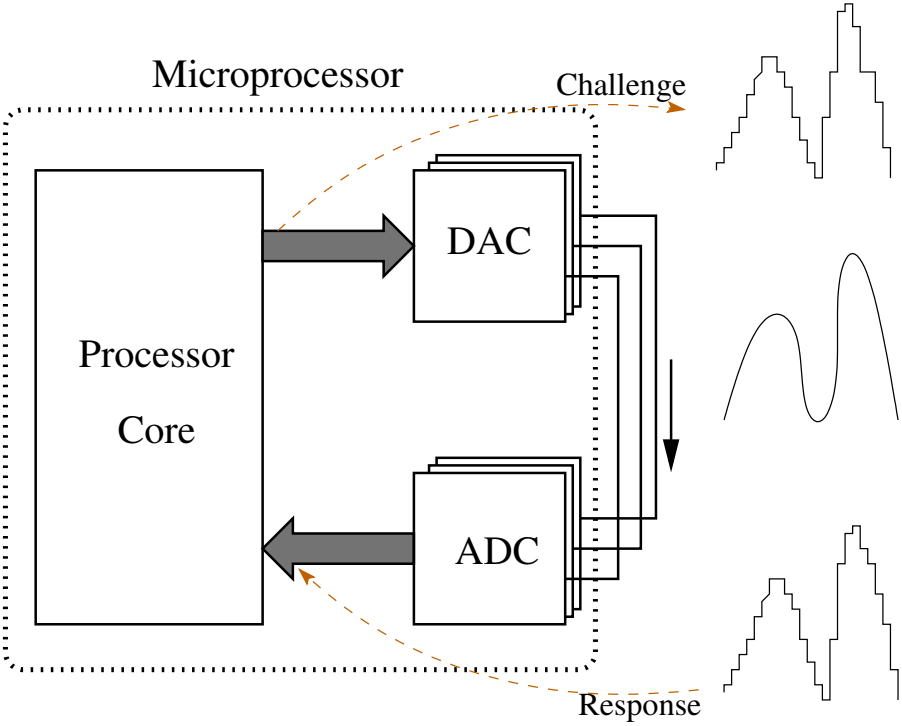 Microprocessor
Challenge
DAC
Processor
Core
ADC
Response